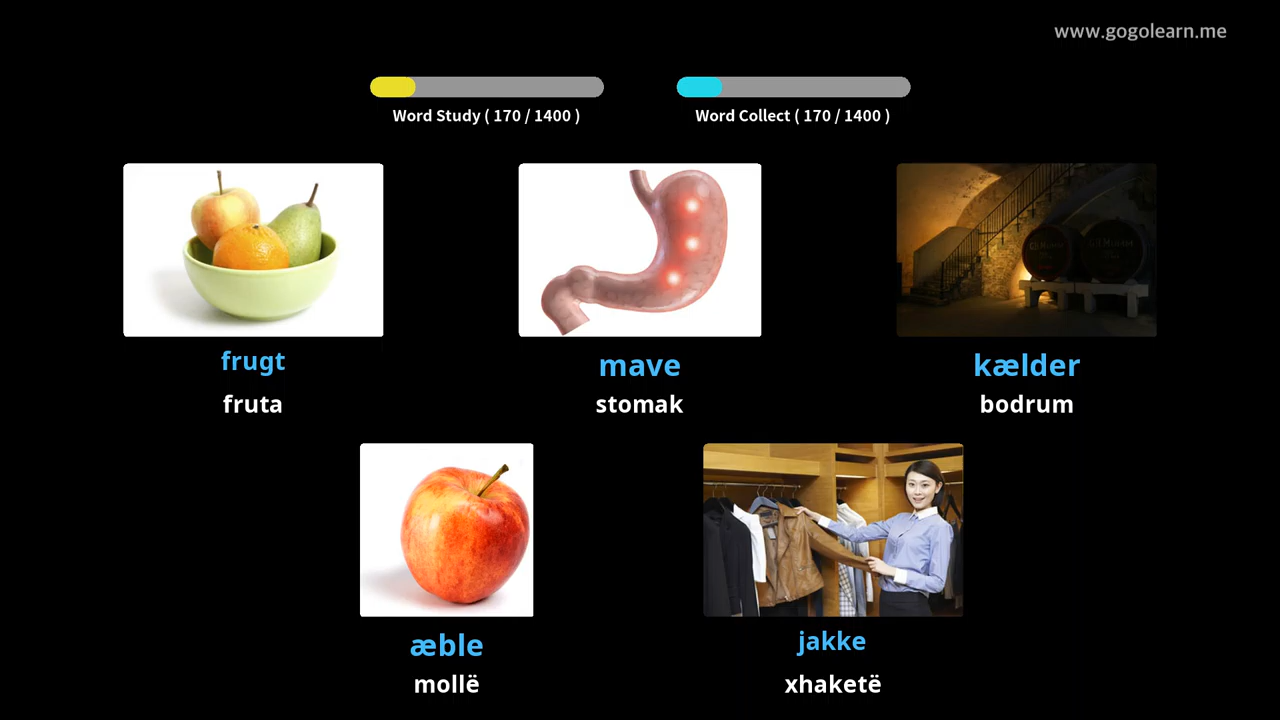 www.gogolearn.me
Word Study ( 170 / 1400 )
Word Collect ( 170 / 1400 )
frugt
mave
kælder
fruta
stomak
bodrum
æble
jakke
mollë
xhaketë